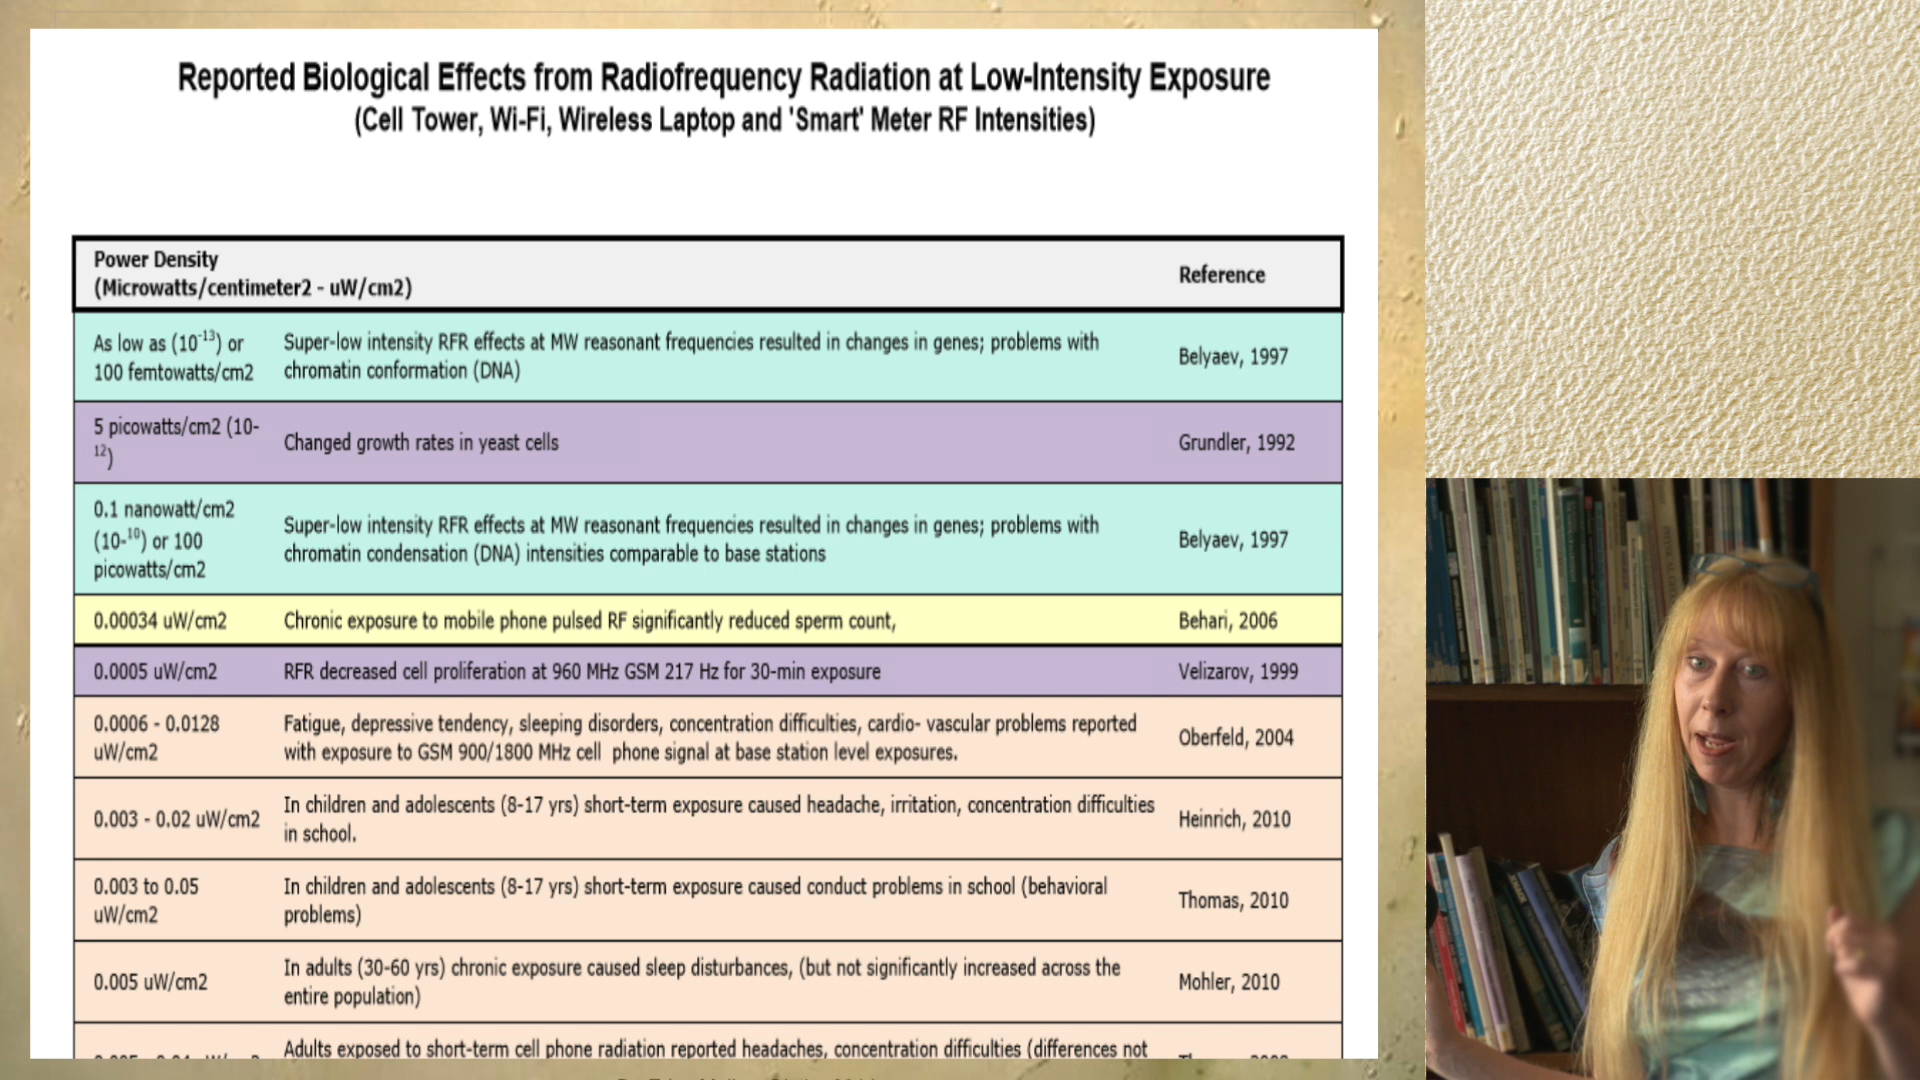 Reported Biological Effects from Radiofrequency Radiation at Low-Intensity Exposure
(Cell Tower, Wi-Fi, Wireless Laptop and 'Smart' Meter RF Intensities)
Power Density
(Microwatts/centimeter2 - uW/cm2)
Reference
As low as (10⁻¹³) or
100 femtowatts/cm2
Super-low intensity RFR effects at MW reasonant frequencies resulted in changes in genes; problems with
chromatin conformation (DNA)
Belyaev, 1997
5 picowatts/cm2 (10-
¹²)
Changed growth rates in yeast cells
Grundler, 1992
0.1 nanowatt/cm2
(10-¹⁰) or 100
picowatts/cm2
Super-low intensity RFR effects at MW reasonant frequencies resulted in changes in genes; problems with
chromatin condensation (DNA) intensities comparable to base stations
Belyaev, 1997
0.00034 uW/cm2
Chronic exposure to mobile phone pulsed RF significantly reduced sperm count,
Behari, 2006
0.0005 uW/cm2
RFR decreased cell proliferation at 960 MHz GSM 217 Hz for 30-min exposure
Velizarov, 1999
0.0006 - 0.0128
uW/cm2
Fatigue, depressive tendency, sleeping disorders, concentration difficulties, cardio- vascular problems reported
with exposure to GSM 900/1800 MHz cell phone signal at base station level exposures.
Oberfeld, 2004
0.003 - 0.02 uW/cm2
In children and adolescents (8-17 yrs) short-term exposure caused headache, irritation, concentration difficulties
in school.
Heinrich, 2010
0.003 to 0.05
uW/cm2
In children and adolescents (8-17 yrs) short-term exposure caused conduct problems in school (behavioral
problems)
Thomas, 2010
0.005 uW/cm2
In adults (30-60 yrs) chronic exposure caused sleep disturbances, (but not significantly increased across the
entire population)
Mohler, 2010
Adults exposed to short-term cell phone radiation reported headaches, concentration difficulties (differences not